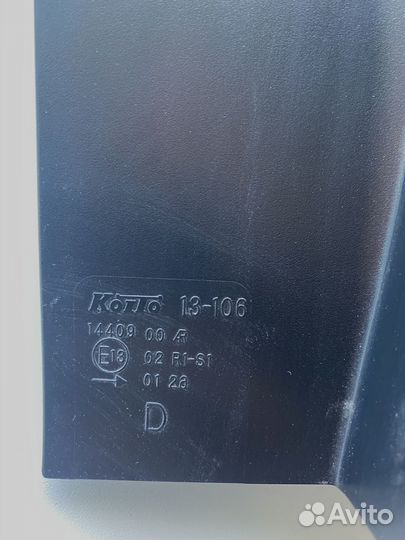 KOITO 13-106
14409 00
E13 02 R1-S1
01 23
D
Avito